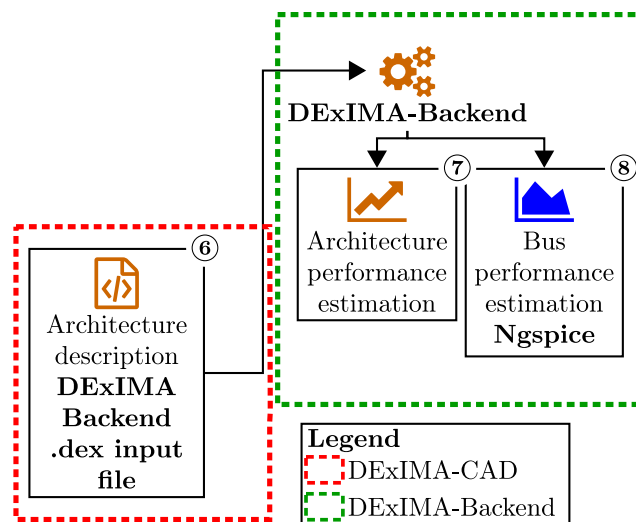 DExIMA-Backend
7
Architecture
performance
estimation
8
Bus
performance
estimation
Ngspice
6
Architecture
description
DExIMA
Backend
.dex input
file
Legend
DExIMA-CAD
DExIMA-Backend